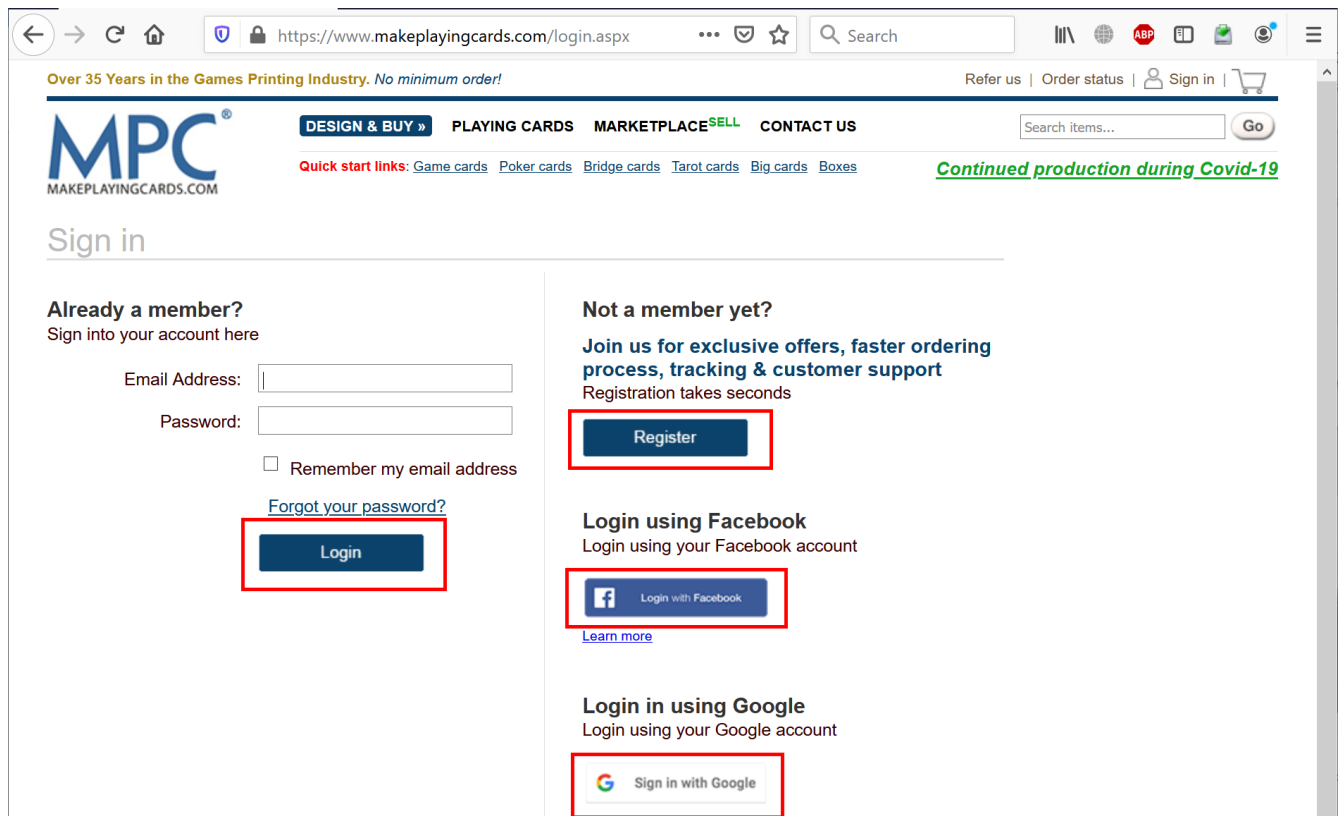 https://www.makeplayingcards.com/login.aspx
Search
ABP
Over 35 Years in the Games Printing Industry. No minimum order!
Refer us | Order status | Sign in |
MPC®
MAKEPLAYINGCARDS.COM
DESIGN & BUY » PLAYING CARDS MARKETPLACE SELL CONTACT US
Search items... Go
Quick start links: Game cards Poker cards Bridge cards Tarot cards Big cards Boxes
Continued production during Covid-19
Sign in
Already a member?
Sign into your account here
Email Address:
Password:
Remember my email address
Forgot your password?
Login
Not a member yet?
Join us for exclusive offers, faster ordering
process, tracking & customer support
Registration takes seconds
Register
Login using Facebook
Login using your Facebook account
Login with Facebook
Learn more
Login in using Google
Login using your Google account
Sign in with Google